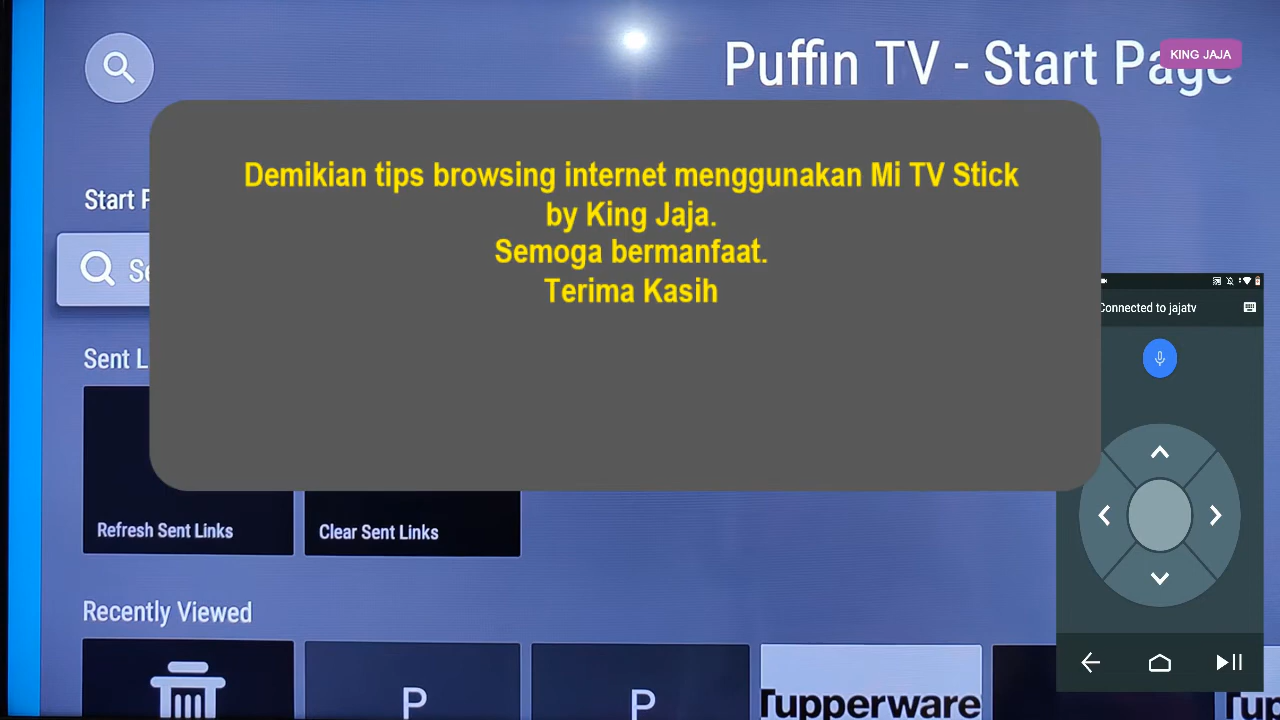 Puffin TV - Start Page
KING JAJA
Demikian tips browsing internet menggunakan Mi TV Stick
by King Jaja.
Semoga bermanfaat.
Terima Kasih
Start
Connected to jajatv
Sent
Refresh Sent Links
Clear Sent Links
Recently Viewed
P
P
Tupperware